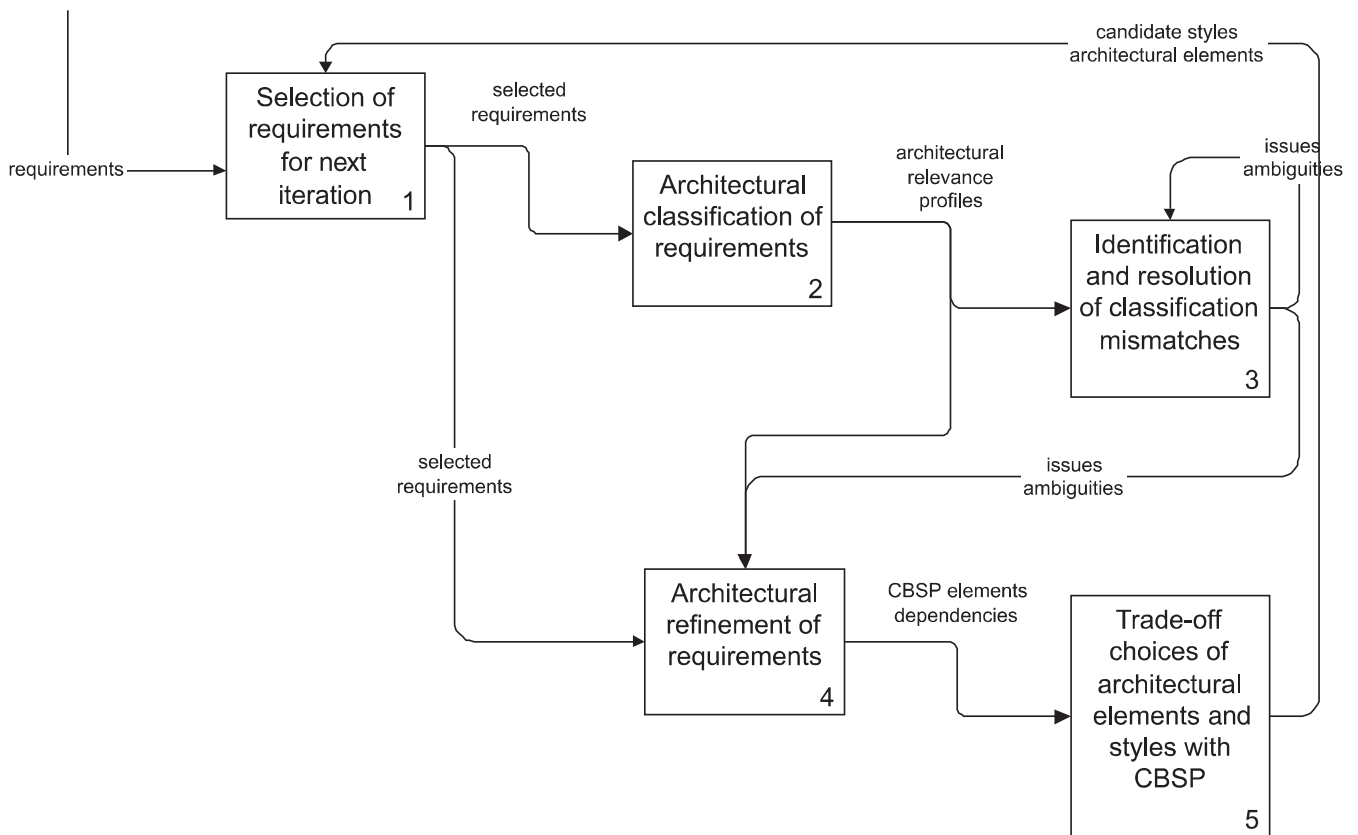 candidate styles
architectural elements
requirements
Selection of
requirements
for next
iteration
1
selected
requirements
Architectural
classification of
requirements
2
architectural
relevance
profiles
issues
ambiguities
Identification
and resolution
of classification
mismatches
3
selected
requirements
issues
ambiguities
Architectural
refinement of
requirements
4
CBSP elements
dependencies
Trade-off
choices of
architectural
elements and
styles with
CBSP
5